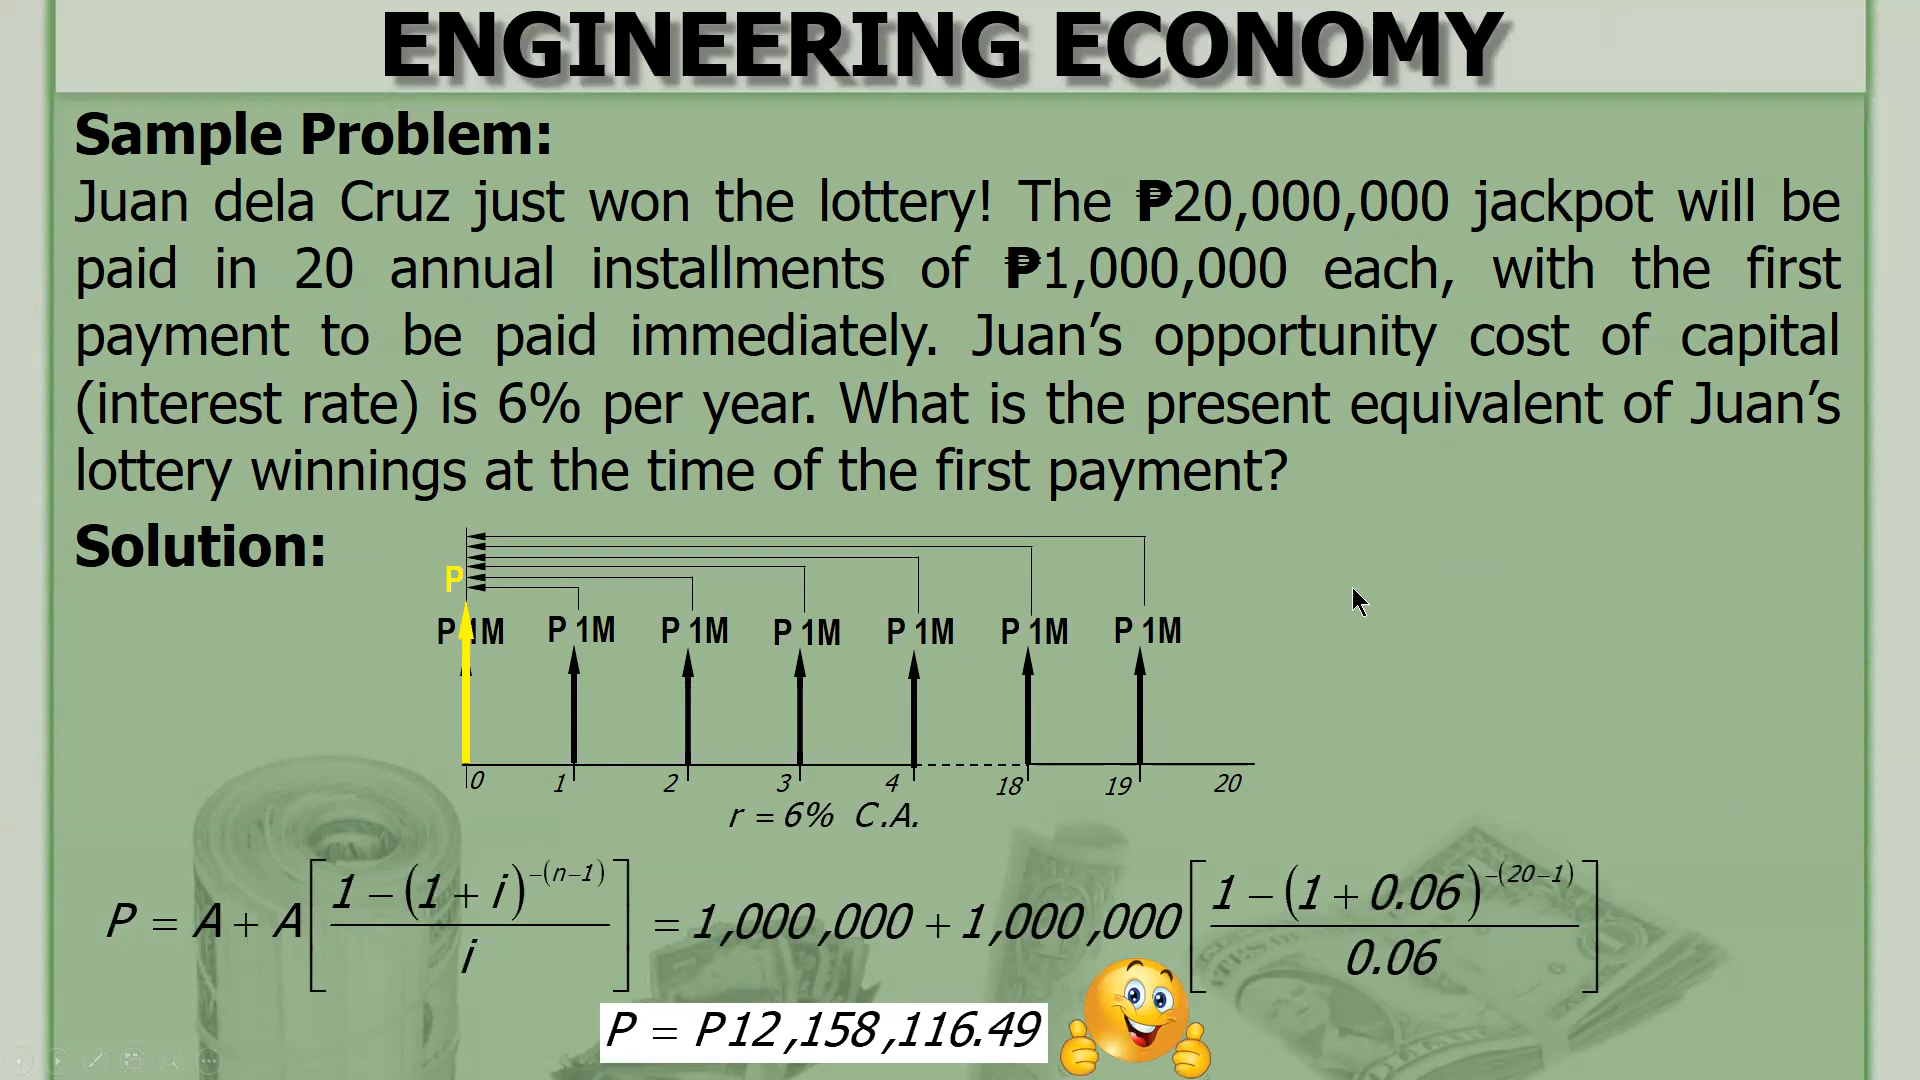 ENGINEERING ECONOMY
Sample Problem:
Juan dela Cruz just won the lottery! The ₱20,000,000 jackpot will be
paid in 20 annual installments of ₱1,000,000 each, with the first
payment to be paid immediately. Juan’s opportunity cost of capital
(interest rate) is 6% per year. What is the present equivalent of Juan’s
lottery winnings at the time of the first payment?
Solution:
P
P 1M P 1M P 1M P 1M P 1M P 1M P 1M
0 1 2 3 4 18 19 20
r = 6% C.A.
P = A + A[(1 − (1 + i)^−(n−1)) / i] = 1,000,000 + 1,000,000[(1 − (1 + 0.06)^−(20−1)) / 0.06]
P = P12,158,116.49